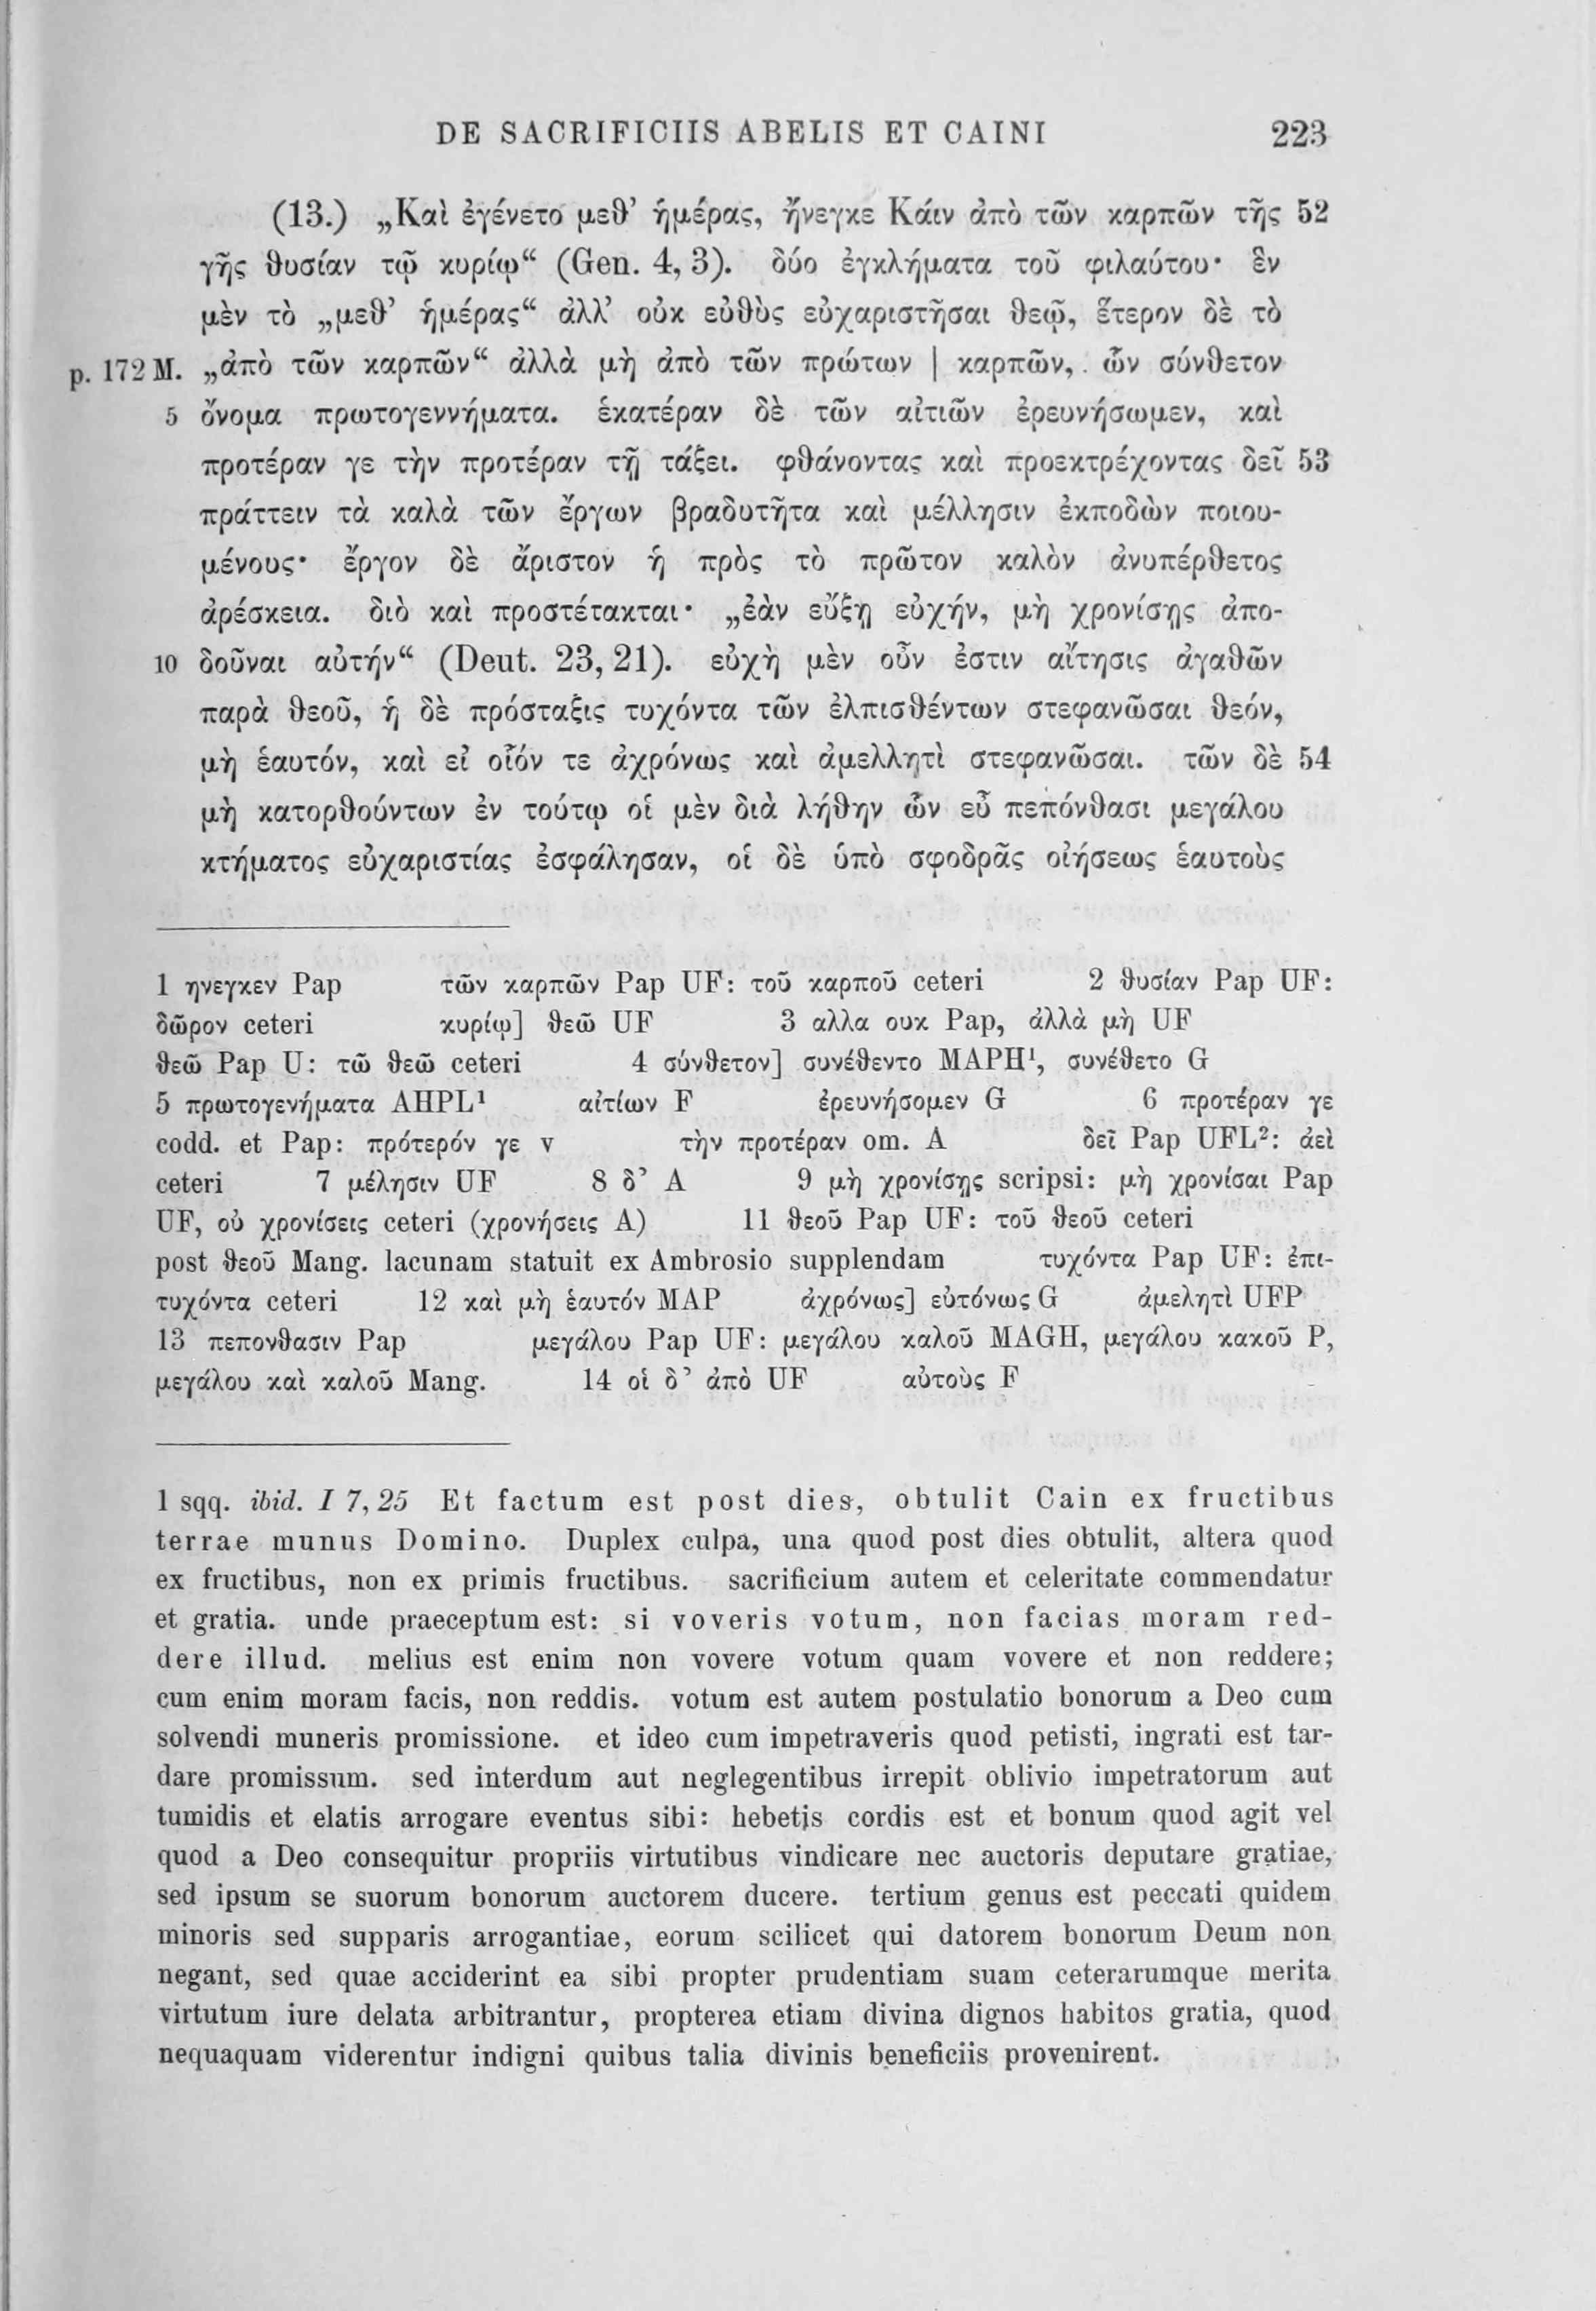 DE SACRIFICIIS ABELIS ET CAINI 223
(13.) „Καὶ ἐγένετο μεθ’ ἡμέρας, ἤνεγκε Κάιν ἀπὸ τῶν καρπῶν τῆς 52
γῆς θυσίαν τῷ κυρίῳ“ (Gen. 4, 3). δύο ἐγκλήματα τοῦ φιλαύτου· ἓν
μὲν τὸ „μεθ’ ἡμέρας“ ἀλλ’ οὐκ εὐθὺς εὐχαριστῆσαι θεῷ, ἕτερον δὲ τὸ
p. 172 M. „ἀπὸ τῶν καρπῶν“ ἀλλὰ μὴ ἀπὸ τῶν πρώτων | καρπῶν, ὧν σύνθετον
5 ὄνομα πρωτογεννήματα. ἑκατέραν δὲ τῶν αἰτιῶν ἐρευνήσωμεν, καὶ
προτέραν γε τὴν προτέραν τῇ τάξει. φθάνοντας καὶ προεκτρέχοντας δεῖ 53
πράττειν τὰ καλὰ τῶν ἔργων βραδυτῆτα καὶ μέλλησιν ἐκποδὼν ποιου-
μένους· ἔργον δὲ ἄριστον ἡ πρὸς τὸ πρῶτον καλὸν ἀνυπέρθετος
ἀρέσκεια. διὸ καὶ προστέτακται· „ἐὰν εὔξῃ εὐχήν, μὴ χρονίσῃς ἀπο-
10 δοῦναι αὐτήν“ (Deut. 23, 21). εὐχὴ μὲν οὖν ἐστιν αἴτησις ἀγαθῶν
παρὰ θεοῦ, ἡ δὲ πρόσταξις τυχόντα τῶν ἐλπισθέντων στεφανῶσαι θεόν,
μὴ ἑαυτόν, καὶ εἰ οἷόν τε ἀχρόνως καὶ ἀμελλητὶ στεφανῶσαι. τῶν δὲ 54
μὴ κατορθούντων ἐν τούτῳ οἱ μὲν διὰ λήθην ὧν εὖ πεπόνθασι μεγάλου
κτήματος εὐχαριστίας ἐσφάλησαν, οἱ δὲ ὑπὸ σφοδρᾶς οἰήσεως ἑαυτοὺς
1 ηνεγκεν Pap τῶν καρπῶν Pap UF: τοῦ καρποῦ ceteri 2 θυσίαν Pap UF:
δῶρον ceteri κυρίῳ] θεῶ UF 3 αλλα ουκ Pap, ἀλλὰ μὴ UF
θεῶ Pap U: τῶ θεῶ ceteri 4 σύνθετον] συνέθεντο MAPH¹, συνέθετο G
5 πρωτογενήματα AHPL¹ αἰτίων F ἐρευνήσομεν G 6 προτέραν γε
codd. et Pap: πρότερόν γε v τὴν προτέραν om. A δεῖ Pap UFL²: ἀεὶ
ceteri 7 μέλησιν UF 8 δ’ A 9 μὴ χρονίσῃς scripsi: μὴ χρονίσαι Pap
UF, οὐ χρονίσεις ceteri (χρονήσεις A) 11 θεοῦ Pap UF: τοῦ θεοῦ ceteri
post θεοῦ Mang. lacunam statuit ex Ambrosio supplendam τυχόντα Pap UF: ἐπι-
τυχόντα ceteri 12 καὶ μὴ ἑαυτόν MAP ἀχρόνως] εὐτόνως G ἀμελητὶ UFP
13 πεπονθασιν Pap μεγάλου Pap UF: μεγάλου καλοῦ MAGH, μεγάλου κακοῦ P,
μεγάλου καὶ καλοῦ Mang. 14 οἱ δ’ ἀπὸ UF αὐτοὺς F
1 sqq. ibid. I 7, 25 Et factum est post dies, obtulit Cain ex fructibus
terrae munus Domino. Duplex culpa, una quod post dies obtulit, altera quod
ex fructibus, non ex primis fructibus. sacrificium autem et celeritate commendatur
et gratia. unde praeceptum est: si voveris votum, non facias moram red-
dere illud. melius est enim non vovere votum quam vovere et non reddere;
cum enim moram facis, non reddis. votum est autem postulatio bonorum a Deo cum
solvendi muneris promissione. et ideo cum impetraveris quod petisti, ingrati est tar-
dare promissum. sed interdum aut neglegentibus irrepit oblivio impetratorum aut
tumidis et elatis arrogare eventus sibi: hebetis cordis est et bonum quod agit vel
quod a Deo consequitur propriis virtutibus vindicare nec auctoris deputare gratiae,
sed ipsum se suorum bonorum auctorem ducere. tertium genus est peccati quidem
minoris sed supparis arrogantiae, eorum scilicet qui datorem bonorum Deum non
negant, sed quae acciderint ea sibi propter prudentiam suam ceterarumque merita
virtutum iure delata arbitrantur, propterea etiam divina dignos habitos gratia, quod
nequaquam viderentur indigni quibus talia divinis beneficiis provenirent.